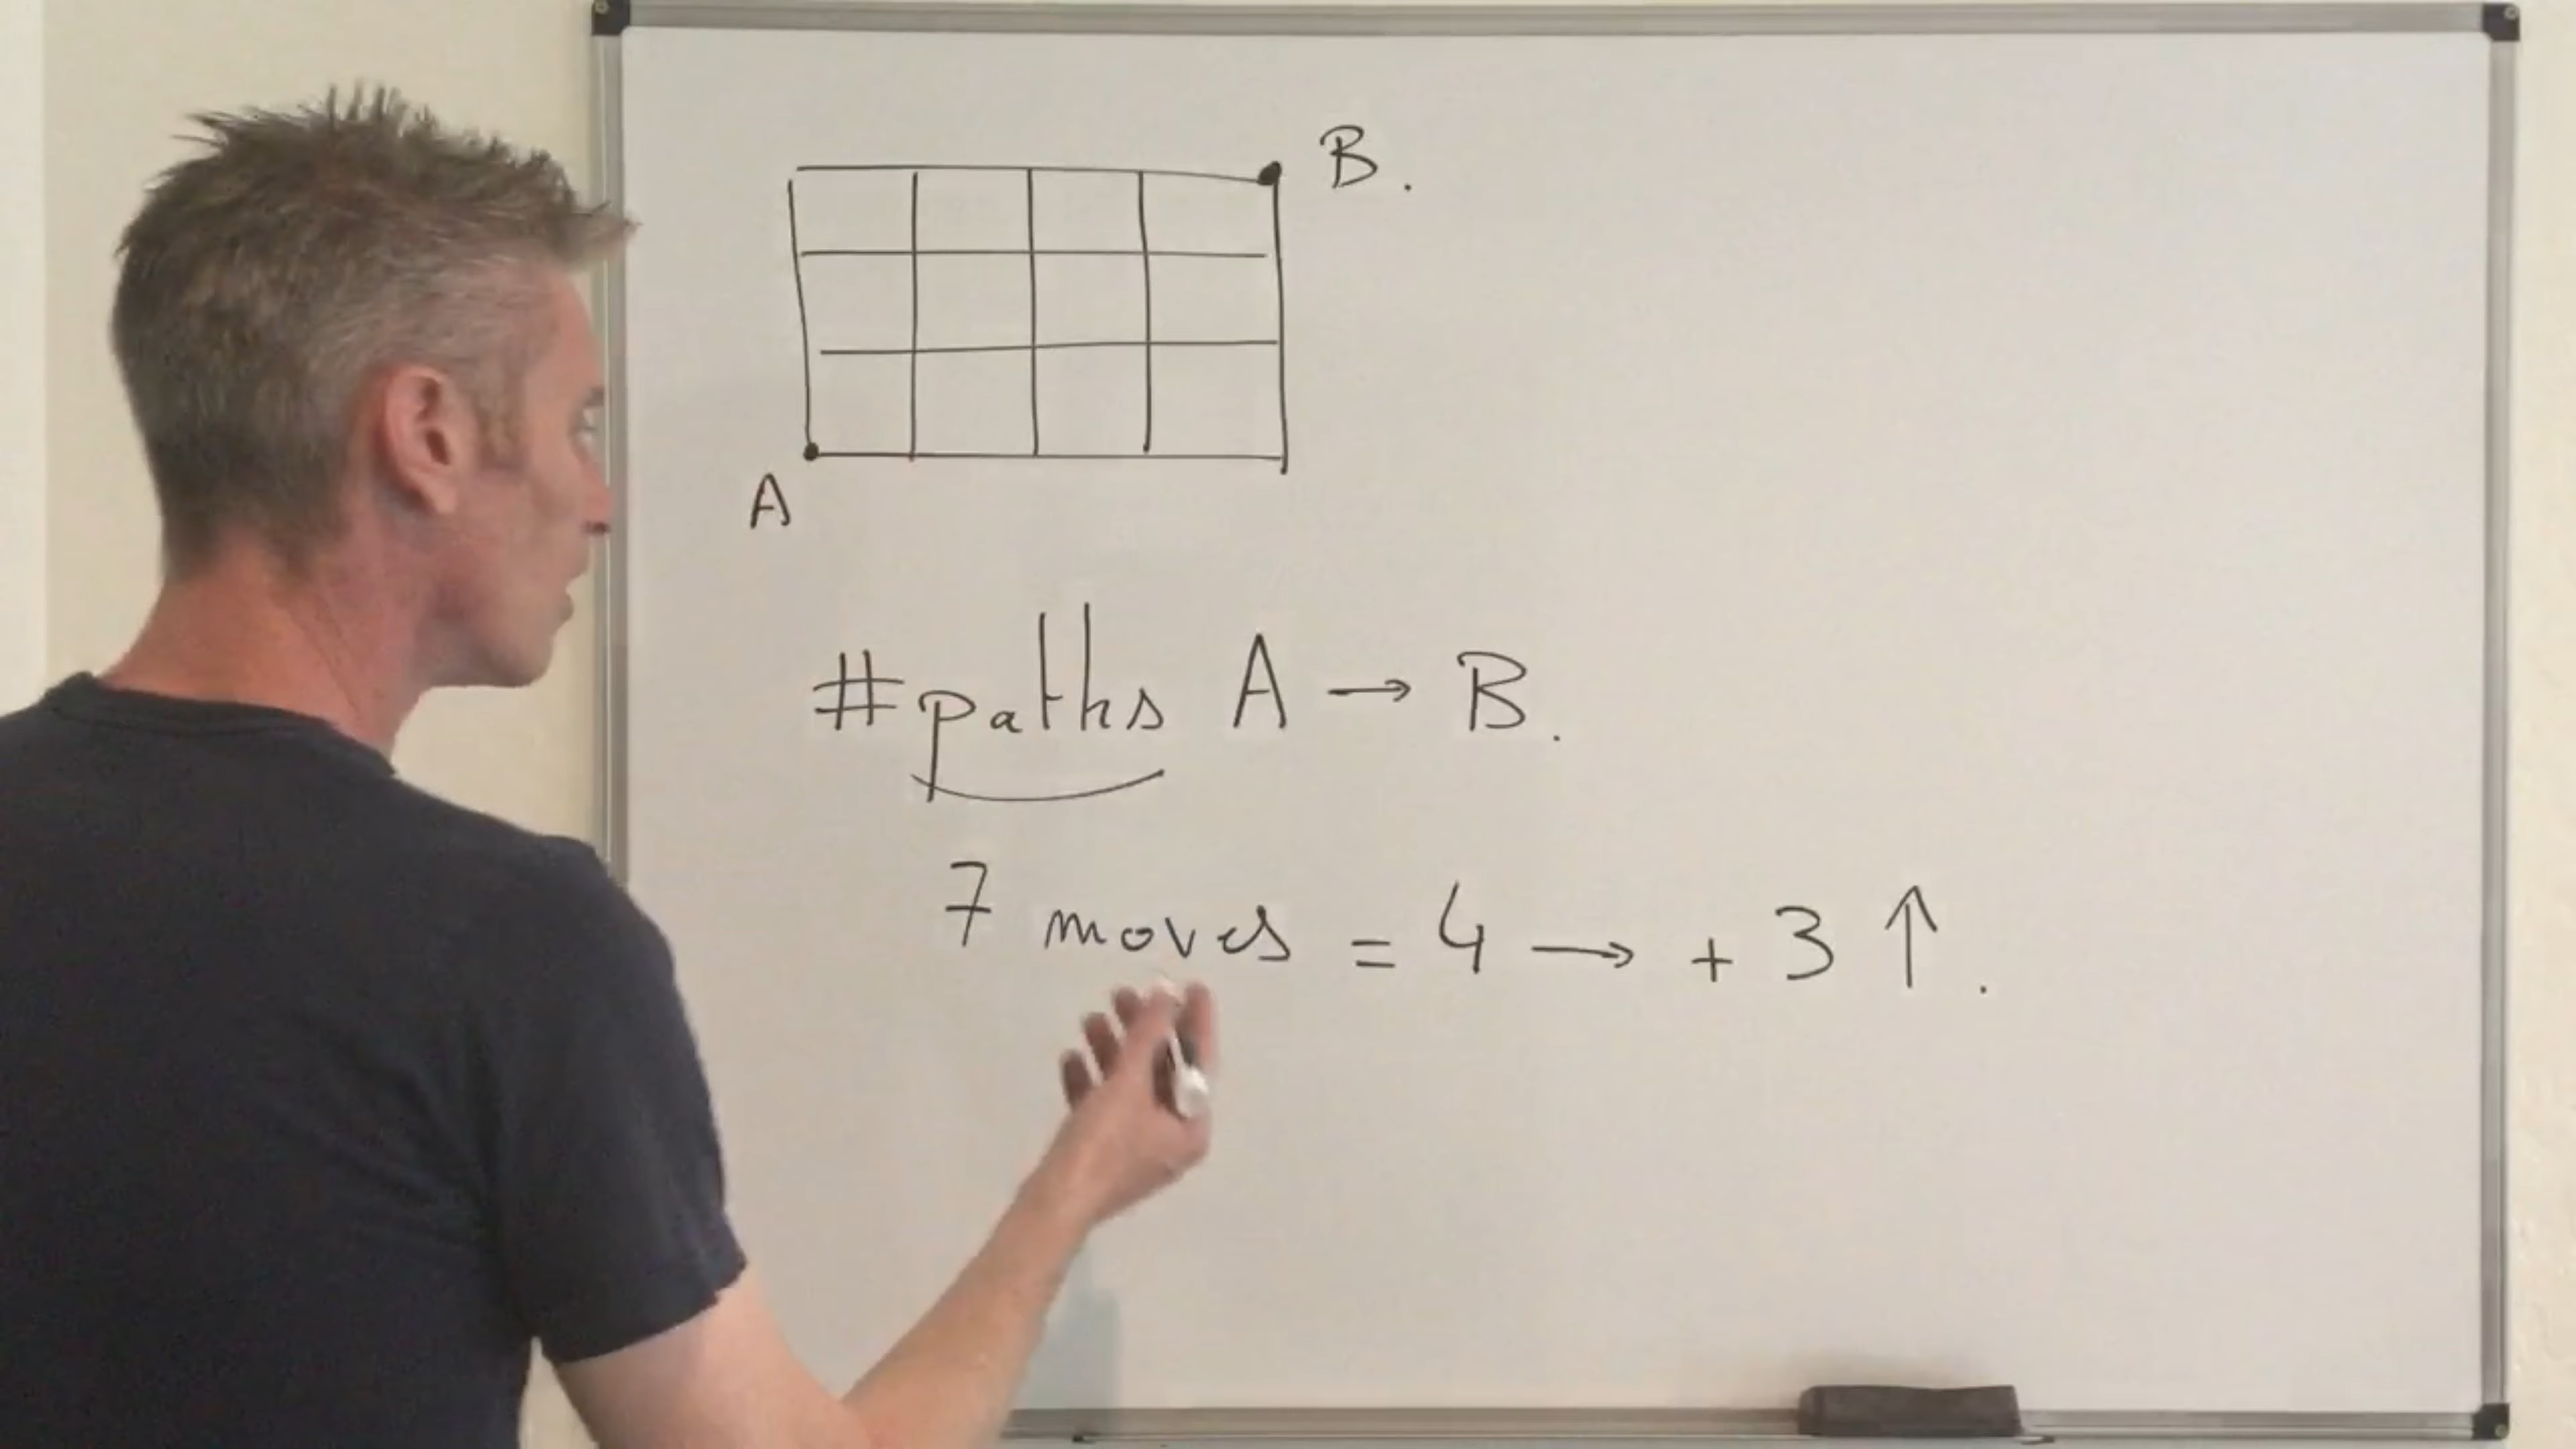 B.
A
#paths A → B.
7 moves = 4 → + 3 ↑.